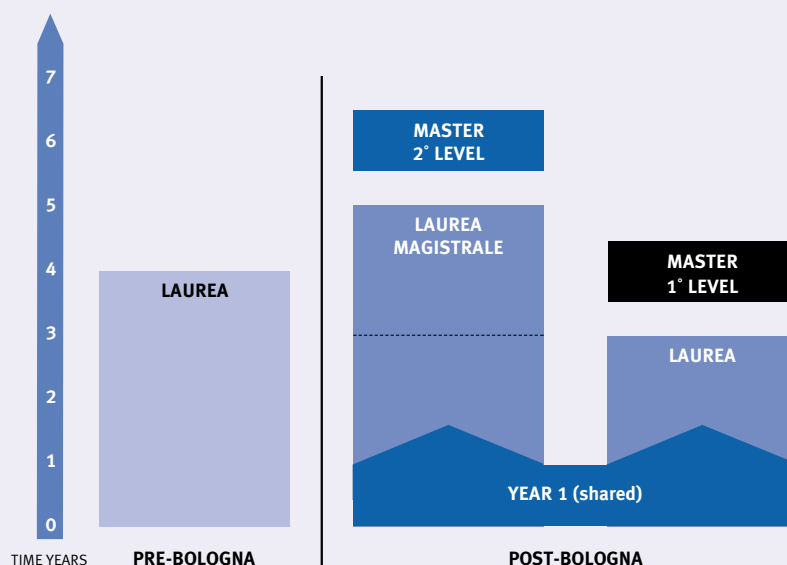 7
6
5
4
3
2
1
0
TIME YEARS
LAUREA
PRE-BOLOGNA
MASTER
2° LEVEL
LAUREA
MAGISTRALE
MASTER
1° LEVEL
LAUREA
YEAR 1 (shared)
POST-BOLOGNA